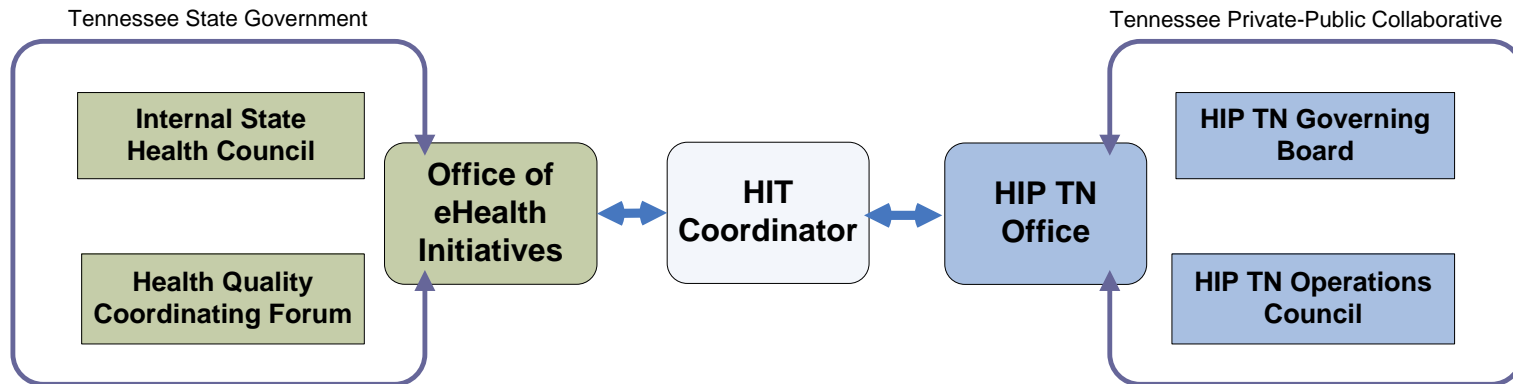 Tennessee State Government
Tennessee Private-Public Collaborative
Internal State
Health Council
HIP TN Governing
Board
Office of
eHealth
Initiatives
HIT
Coordinator
HIP TN
Office
Health Quality
Coordinating Forum
HIP TN Operations
Council